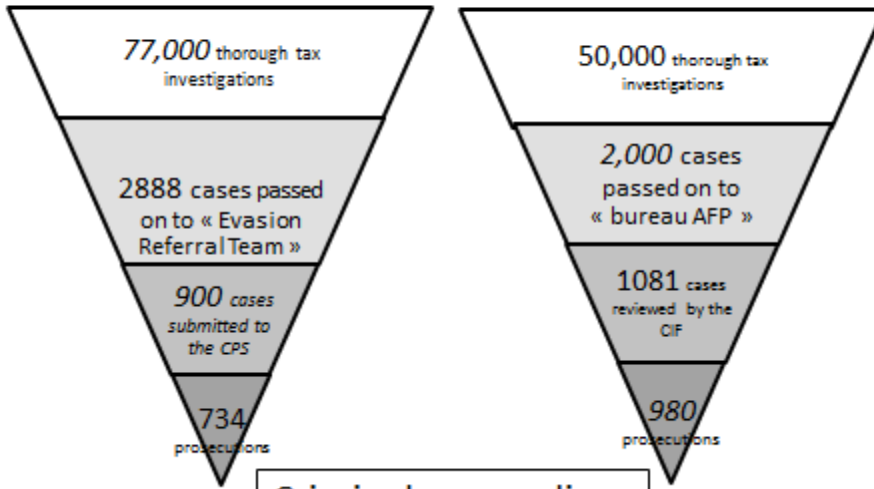 77,000 thorough tax
investigations
2888 cases passed
on to « Evasion
Referral Team »
900 cases
submitted to
the CPS
734
prosecutions
50,000 thorough tax
investigations
2,000 cases
passed on to
« bureau AFP »
1081 cases
reviewed by the
CIF
980
prosecutions